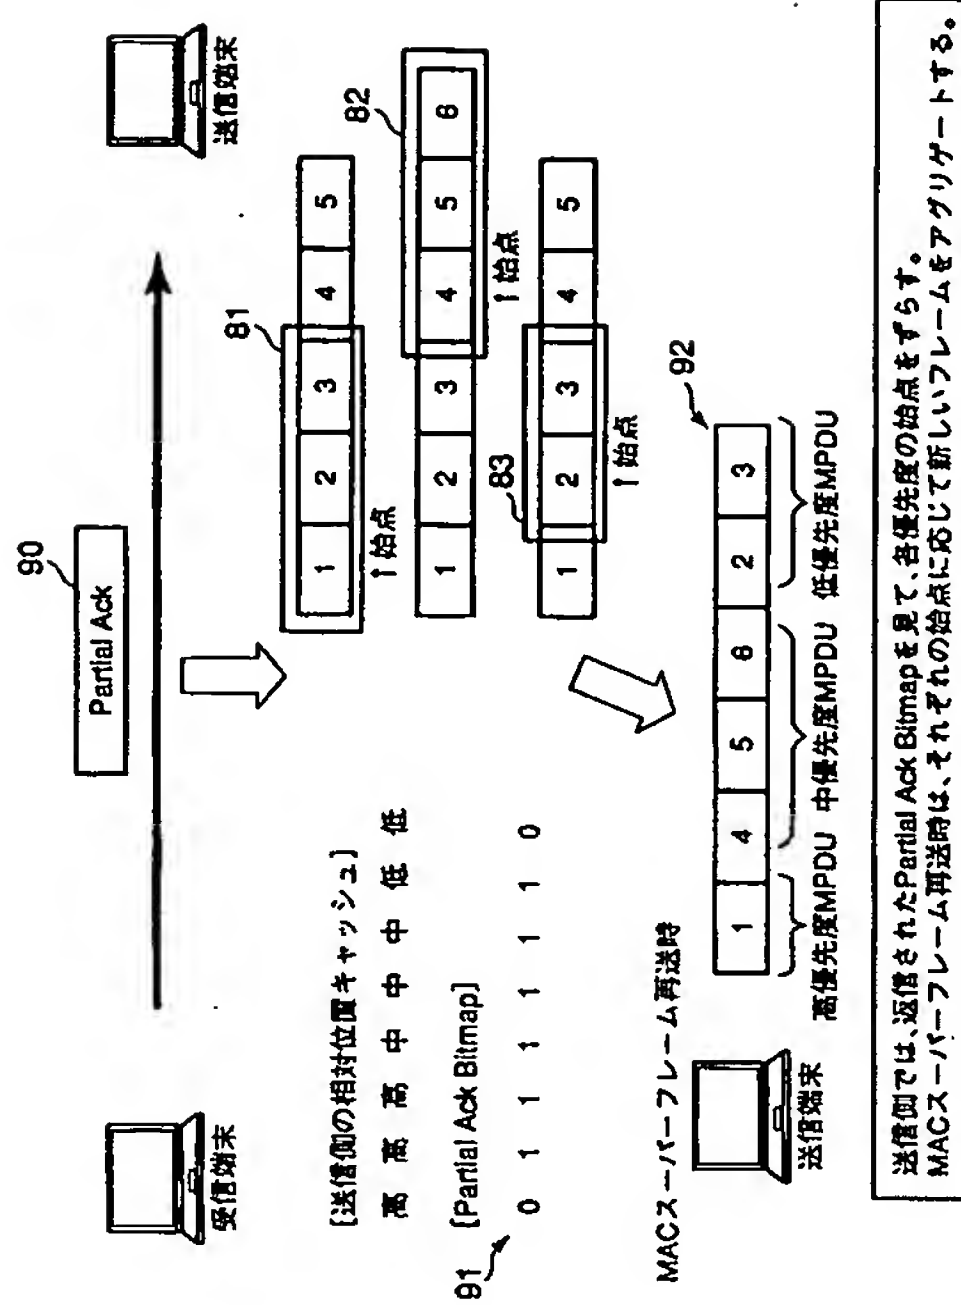 90
Partial Ack
受信端末
送信端末
[送信側の相対位置キャッシュ]
高 高 高 中 中 中 低 低
[Partial Ack Bitmap]
91
0 1 1 1 1 1 1 0
81
1 2 3 4 5
↑始点
82
1 2 3 4 5 6
↑始点
83
1 2 3 4 5
↑始点
MACスーパーフレーム再送時
送信端末
92
1 4 5 6 2 3
高優先度MPDU 中優先度MPDU 低優先度MPDU
送信側では、返信されたPartial Ack Bitmapを見て、各優先度の始点をずらす。
MACスーパーフレーム再送時は、それぞれの始点に応じて新しいフレームをアグリゲートする。